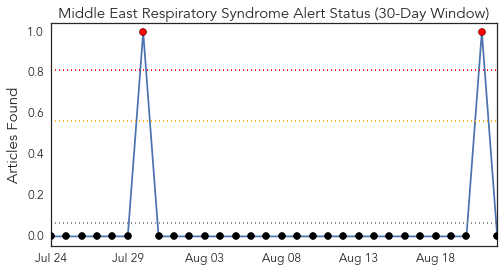 Middle East Respiratory Syndrome Alert Status (30-Day Window)
Articles Found
1.0
0.8
0.6
0.4
0.2
0.0
Jul 24 Jul 29 Aug 03 Aug 08 Aug 13 Aug 18